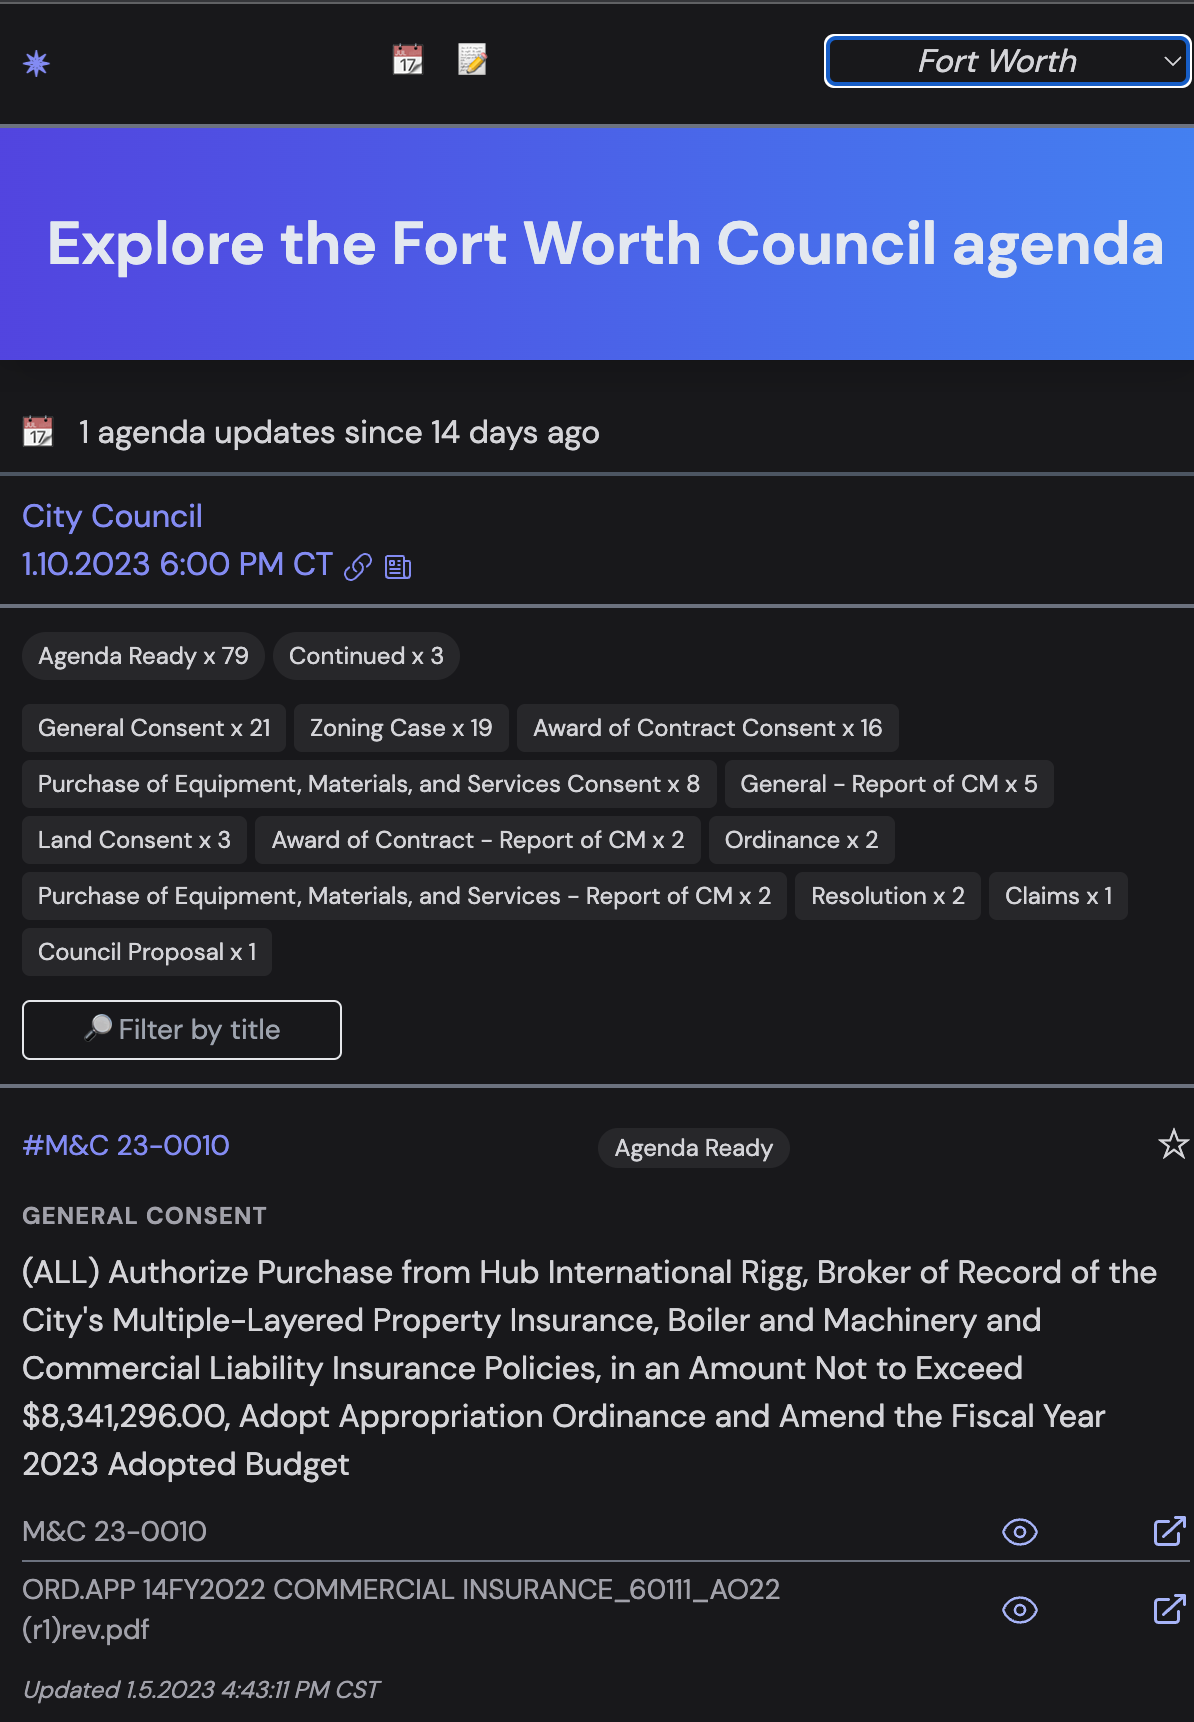 Fort Worth
Explore the Fort Worth Council agenda
1 agenda updates since 14 days ago
City Council
1.10.2023 6:00 PM CT
Agenda Ready x 79 Continued x 3
General Consent x 21 Zoning Case x 19 Award of Contract Consent x 16
Purchase of Equipment, Materials, and Services Consent x 8 General - Report of CM x 5
Land Consent x 3 Award of Contract - Report of CM x 2 Ordinance x 2
Purchase of Equipment, Materials, and Services - Report of CM x 2 Resolution x 2 Claims x 1
Council Proposal x 1
Filter by title
#M&C 23-0010 Agenda Ready
GENERAL CONSENT
(ALL) Authorize Purchase from Hub International Rigg, Broker of Record of the
City's Multiple-Layered Property Insurance, Boiler and Machinery and
Commercial Liability Insurance Policies, in an Amount Not to Exceed
$8,341,296.00, Adopt Appropriation Ordinance and Amend the Fiscal Year
2023 Adopted Budget
M&C 23-0010
ORD.APP 14FY2022 COMMERCIAL INSURANCE_60111_AO22
(r1)rev.pdf
Updated 1.5.2023 4:43:11 PM CST